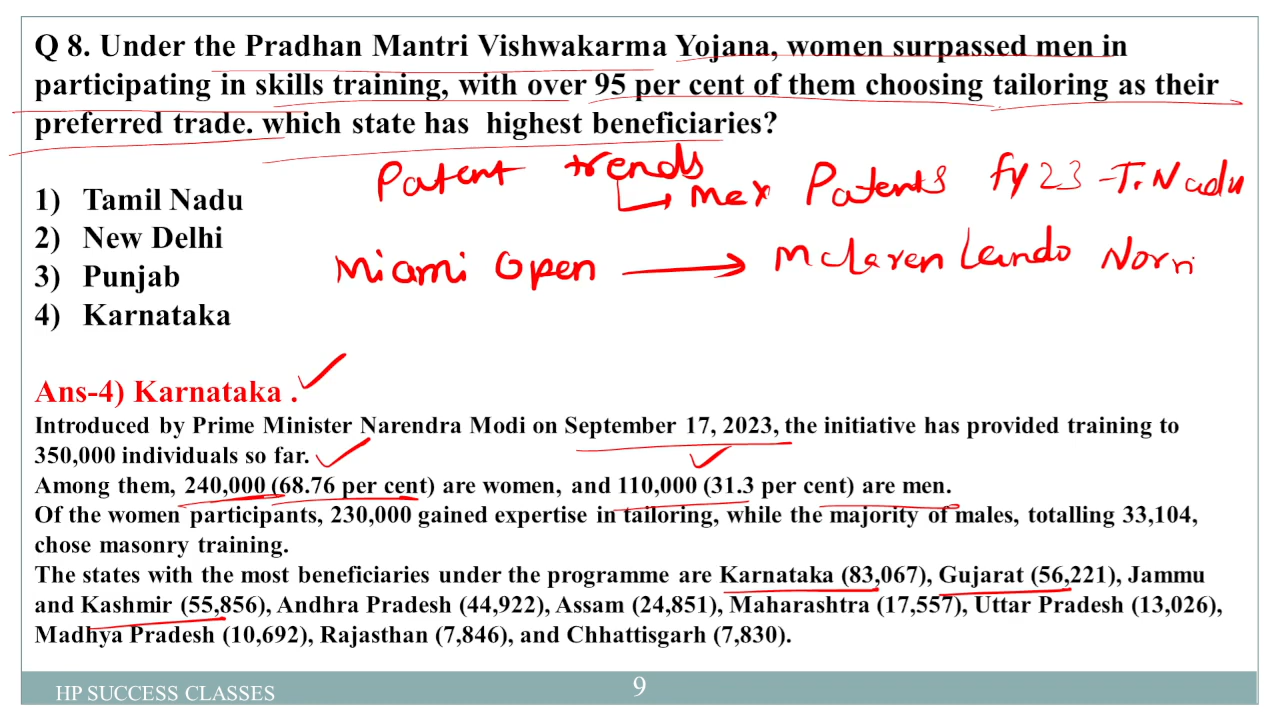 Q 8. Under the Pradhan Mantri Vishwakarma Yojana, women surpassed men in
participating in skills training, with over 95 per cent of them choosing tailoring as their
preferred trade. which state has highest beneficiaries?
Patent trends
Max Patents fy 23 - T. Nadu
Miami Open → Mclaren Lando Norri
1) Tamil Nadu
2) New Delhi
3) Punjab
4) Karnataka
Ans-4) Karnataka .
Introduced by Prime Minister Narendra Modi on September 17, 2023, the initiative has provided training to
350,000 individuals so far.
Among them, 240,000 (68.76 per cent) are women, and 110,000 (31.3 per cent) are men.
Of the women participants, 230,000 gained expertise in tailoring, while the majority of males, totalling 33,104,
chose masonry training.
The states with the most beneficiaries under the programme are Karnataka (83,067), Gujarat (56,221), Jammu
and Kashmir (55,856), Andhra Pradesh (44,922), Assam (24,851), Maharashtra (17,557), Uttar Pradesh (13,026),
Madhya Pradesh (10,692), Rajasthan (7,846), and Chhattisgarh (7,830).
HP SUCCESS CLASSES
9